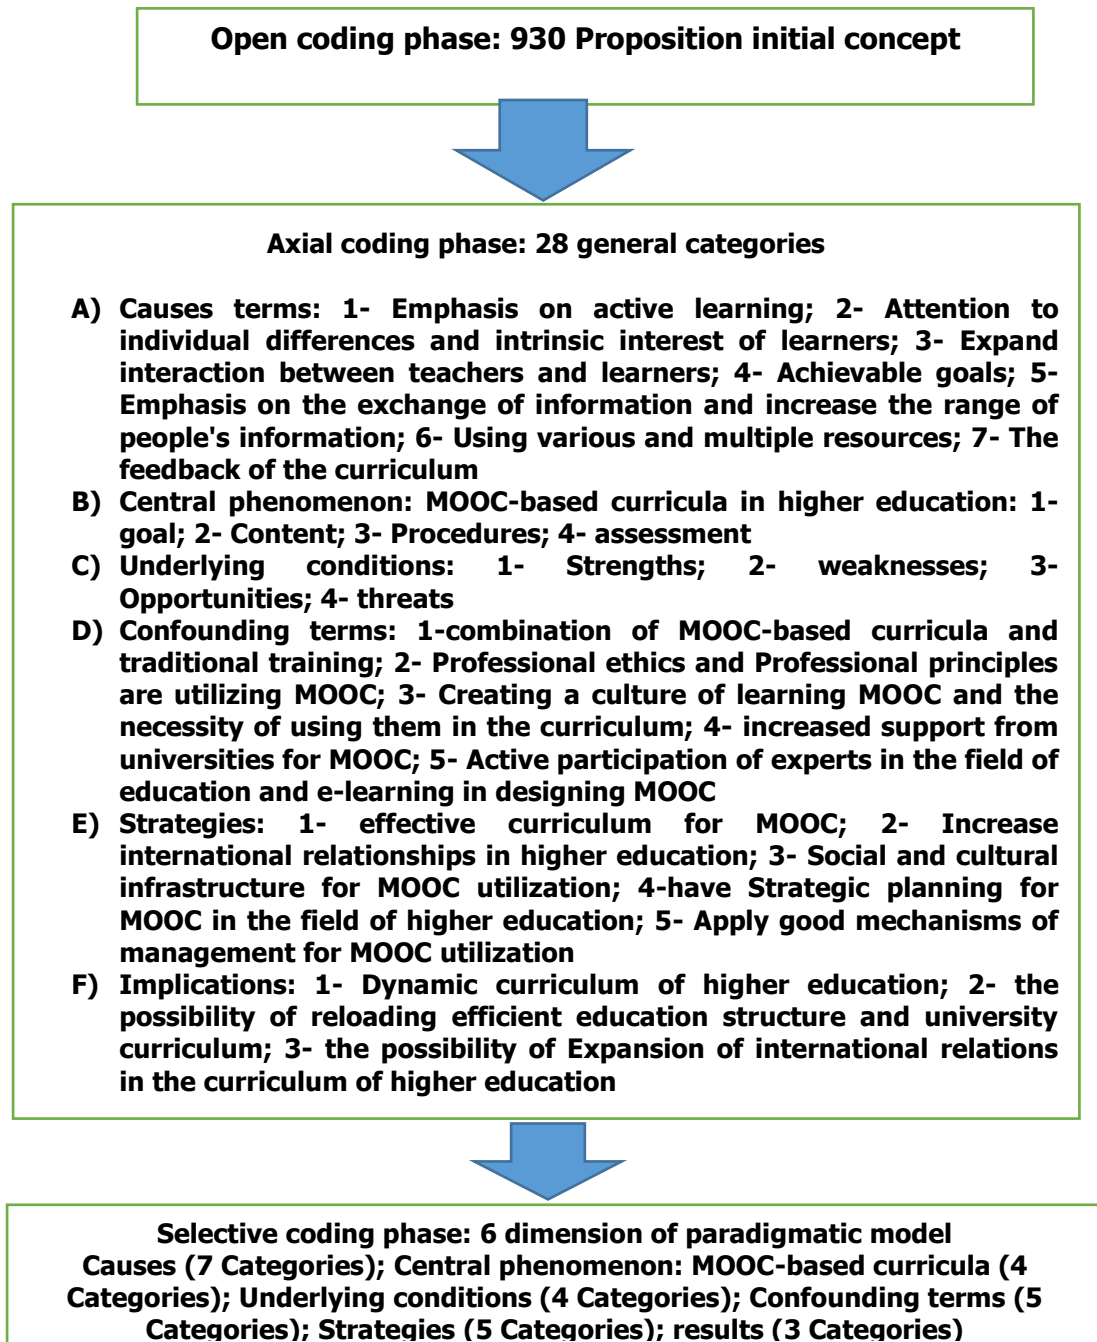 Open coding phase: 930 Proposition initial concept
Axial coding phase: 28 general categories
A) Causes terms: 1- Emphasis on active learning; 2- Attention to
individual differences and intrinsic interest of learners; 3- Expand
interaction between teachers and learners; 4- Achievable goals; 5-
Emphasis on the exchange of information and increase the range of
people's information; 6- Using various and multiple resources; 7- The
feedback of the curriculum
B) Central phenomenon: MOOC-based curricula in higher education: 1-
goal; 2- Content; 3- Procedures; 4- assessment
C) Underlying conditions: 1- Strengths; 2- weaknesses; 3-
Opportunities; 4- threats
D) Confounding terms: 1-combination of MOOC-based curricula and
traditional training; 2- Professional ethics and Professional principles
are utilizing MOOC; 3- Creating a culture of learning MOOC and the
necessity of using them in the curriculum; 4- increased support from
universities for MOOC; 5- Active participation of experts in the field of
education and e-learning in designing MOOC
E) Strategies: 1- effective curriculum for MOOC; 2- Increase
international relationships in higher education; 3- Social and cultural
infrastructure for MOOC utilization; 4-have Strategic planning for
MOOC in the field of higher education; 5- Apply good mechanisms of
management for MOOC utilization
F) Implications: 1- Dynamic curriculum of higher education; 2- the
possibility of reloading efficient education structure and university
curriculum; 3- the possibility of Expansion of international relations
in the curriculum of higher education
Selective coding phase: 6 dimension of paradigmatic model
Causes (7 Categories); Central phenomenon: MOOC-based curricula (4
Categories); Underlying conditions (4 Categories); Confounding terms (5
Categories); Strategies (5 Categories); results (3 Categories)